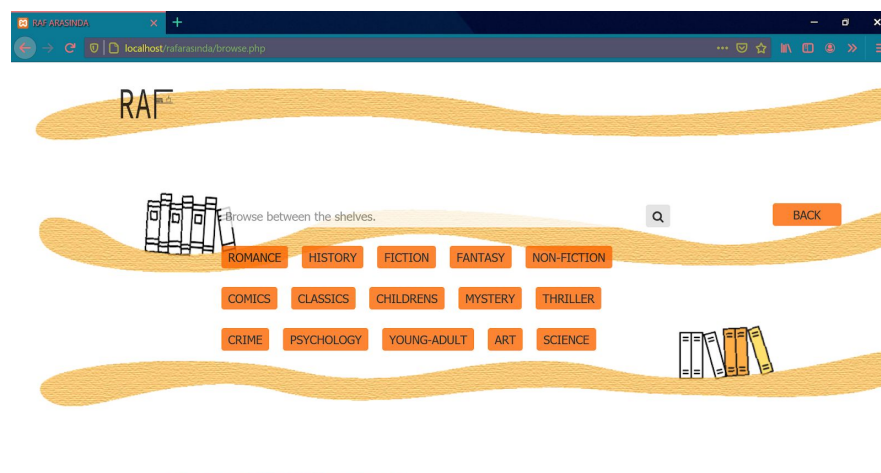 RAF ARASINDA
localhost/rafarasinda/browse.php
RAF
Browse between the shelves.
BACK
ROMANCE HISTORY FICTION FANTASY NON-FICTION
COMICS CLASSICS CHILDRENS MYSTERY THRILLER
CRIME PSYCHOLOGY YOUNG-ADULT ART SCIENCE